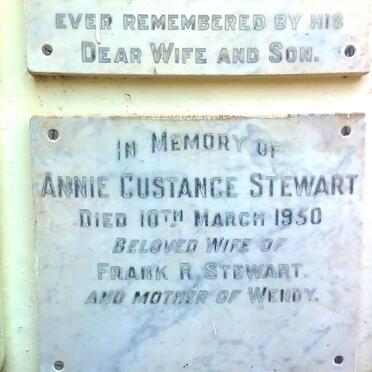 EVER REMEMBERED BY HIS
DEAR WIFE AND SON.
IN MEMORY OF
ANNIE CUSTANCE STEWART
DIED 10TH MARCH 1950
BELOVED WIFE OF
FRANK R. STEWART.
AND MOTHER OF WENDY.